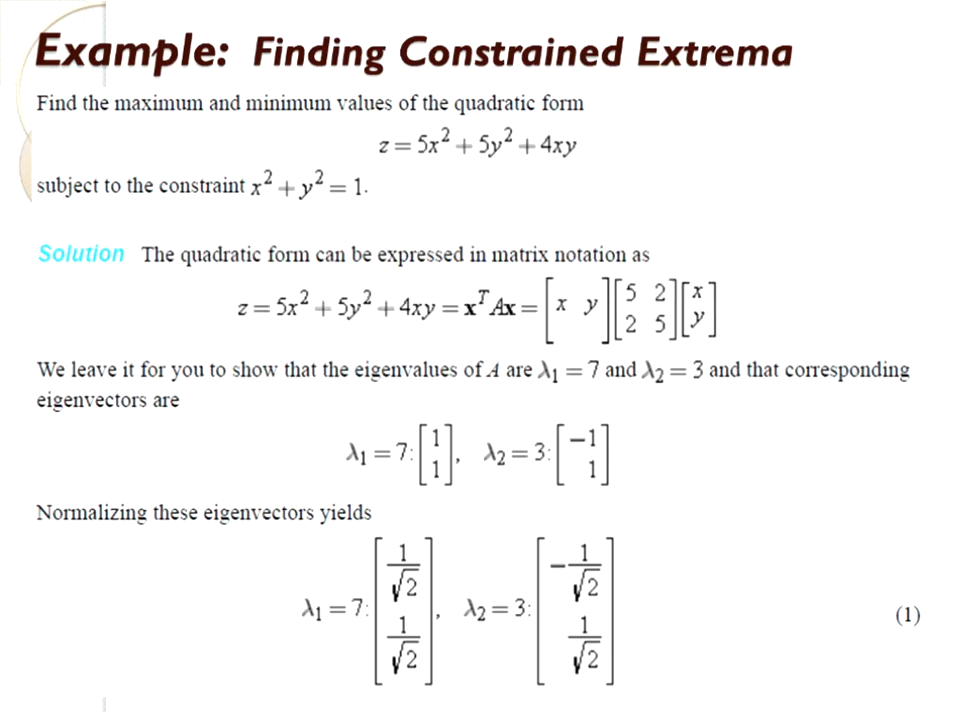 Example: Finding Constrained Extrema
Find the maximum and minimum values of the quadratic form
z = 5x² + 5y² + 4xy
subject to the constraint x² + y² = 1.
Solution The quadratic form can be expressed in matrix notation as
z = 5x² + 5y² + 4xy = xᵀAx = [x y] [5 2; 2 5] [x; y]
We leave it for you to show that the eigenvalues of A are λ₁ = 7 and λ₂ = 3 and that corresponding
eigenvectors are
λ₁ = 7: [1; 1], λ₂ = 3: [−1; 1]
Normalizing these eigenvectors yields
λ₁ = 7: [1/√2; 1/√2], λ₂ = 3: [−1/√2; 1/√2] (1)